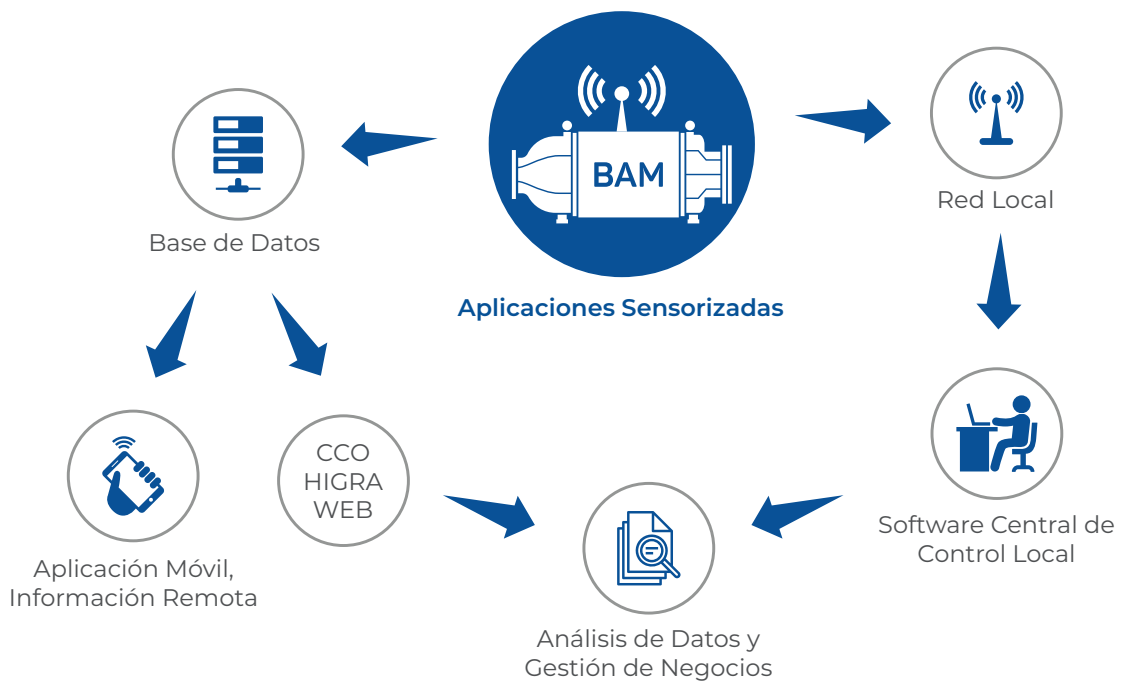 BAM
Aplicaciones Sensorizadas
Red Local
Base de Datos
CCO
HIGRA
WEB
Aplicación Móvil,
Información Remota
Software Central de
Control Local
Análisis de Datos y
Gestión de Negocios